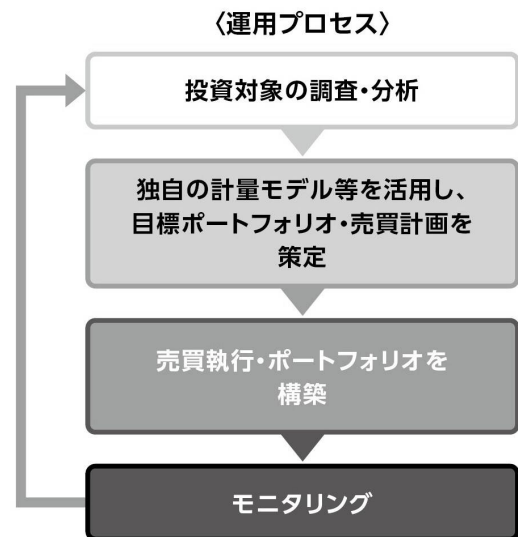 〈運用プロセス〉
投資対象の調査・分析
独自の計量モデル等を活用し、
目標ポートフォリオ・売買計画を
策定
売買執行・ポートフォリオを
構築
モニタリング